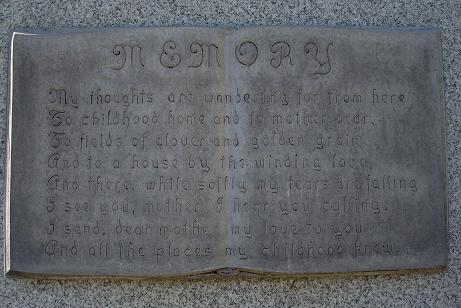 MEMORY
My thoughts are wandering far from here
To childhood home and to mother dear,
To fields of clover and golden grain
And to a house by the winding lane.
And there, while softly my tears are falling
I see you, mother, I hear you calling.
I send, dear mother, my love to you
And all the places my childhood knew.